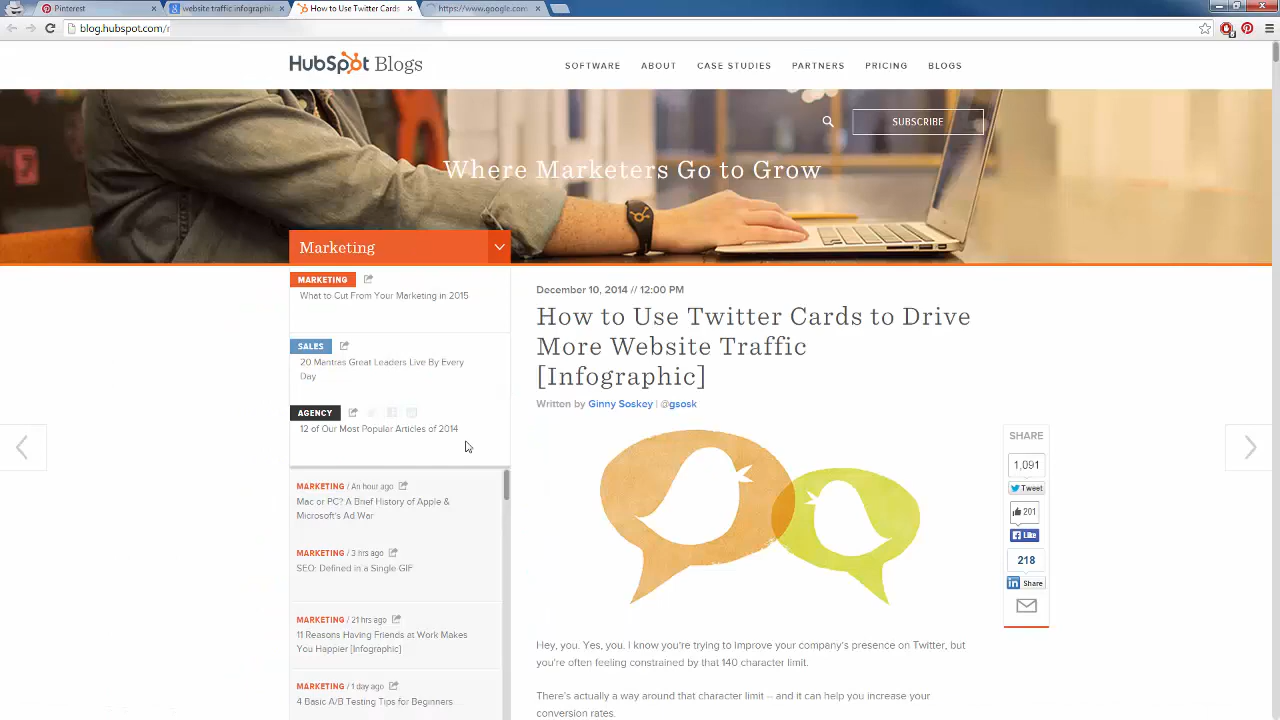 Pinterest
website traffic infographic
How to Use Twitter Cards
https://www.google.com
blog.hubspot.com/
HubSpot Blogs
SOFTWARE ABOUT CASE STUDIES PARTNERS PRICING BLOGS
SUBSCRIBE
Where Marketers Go to Grow
Marketing
MARKETING
What to Cut From Your Marketing in 2015
SALES
20 Mantras Great Leaders Live By Every
Day
AGENCY
12 of Our Most Popular Articles of 2014
MARKETING / An hour ago
Mac or PC? A Brief History of Apple &
Microsoft's Ad War
MARKETING / 3 hrs ago
SEO: Defined in a Single GIF
MARKETING / 21 hrs ago
11 Reasons Having Friends at Work Makes
You Happier [Infographic]
MARKETING / 1 day ago
4 Basic A/B Testing Tips for Beginners
December 10, 2014 // 12:00 PM
How to Use Twitter Cards to Drive
More Website Traffic
[Infographic]
Written by Ginny Soskey | @gsosk
SHARE
1,091
Tweet
201
Like
218
Share
Hey, you. Yes, you. I know you're trying to improve your company's presence on Twitter, but
you're often feeling constrained by that 140 character limit.
There's actually a way around that character limit -- and it can help you increase your
conversion rates.